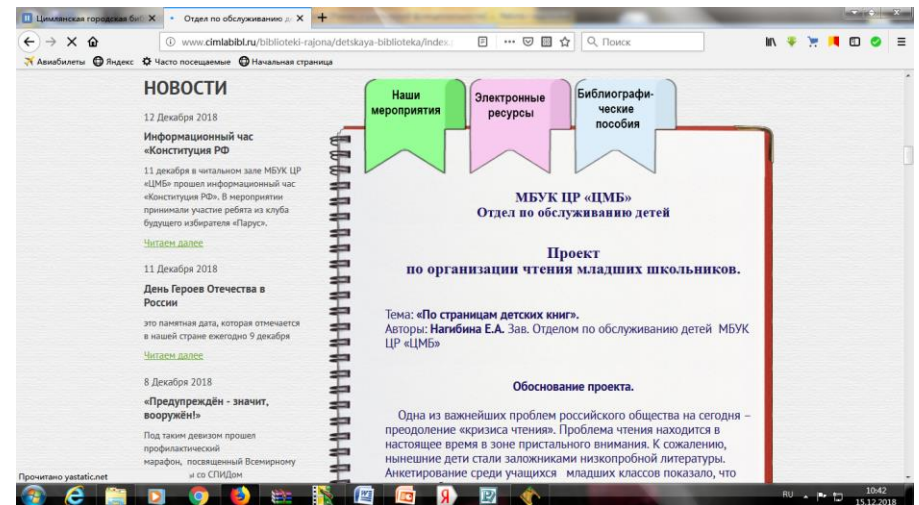 Цимлянская городская биб
Отдел по обслуживанию д
www.cimlabibl.ru/biblioteki-rajona/detskaya-biblioteka/index.
Поиск
Авиабилеты Яндекс Часто посещаемые Начальная страница
НОВОСТИ
12 Декабря 2018
Информационный час
«Конституция РФ
11 декабря в читальном зале МБУК ЦР
«ЦМБ» прошел информационный час
«Конституция РФ». В мероприятии
принимали участие ребята из клуба
будущего избирателя «Парус».
Читаем далее
11 Декабря 2018
День Героев Отечества в
России
это памятная дата, которая отмечается
в нашей стране ежегодно 9 декабря
Читаем далее
8 Декабря 2018
«Предупреждён - значит,
вооружён!»
Под таким девизом прошел
профилактический
марафон, посвященный Всемирному
и со СПИДом
Прочитано yastatic.net
Наши
мероприятия
Электронные
ресурсы
Библиографи-
ческие
пособия
МБУК ЦР «ЦМБ»
Отдел по обслуживанию детей
Проект
по организации чтения младших школьников.
Тема: «По страницам детских книг».
Авторы: Нагибина Е.А. Зав. Отделом по обслуживанию детей МБУК
ЦР «ЦМБ»
Обоснование проекта.
Одна из важнейших проблем российского общества на сегодня –
преодоление «кризиса чтения». Проблема чтения находится в
настоящее время в зоне пристального внимания. К сожалению,
нынешние дети стали заложниками низкопробной литературы.
Анкетирование среди учащихся младших классов показало, что
RU
10:42
15.12.2018